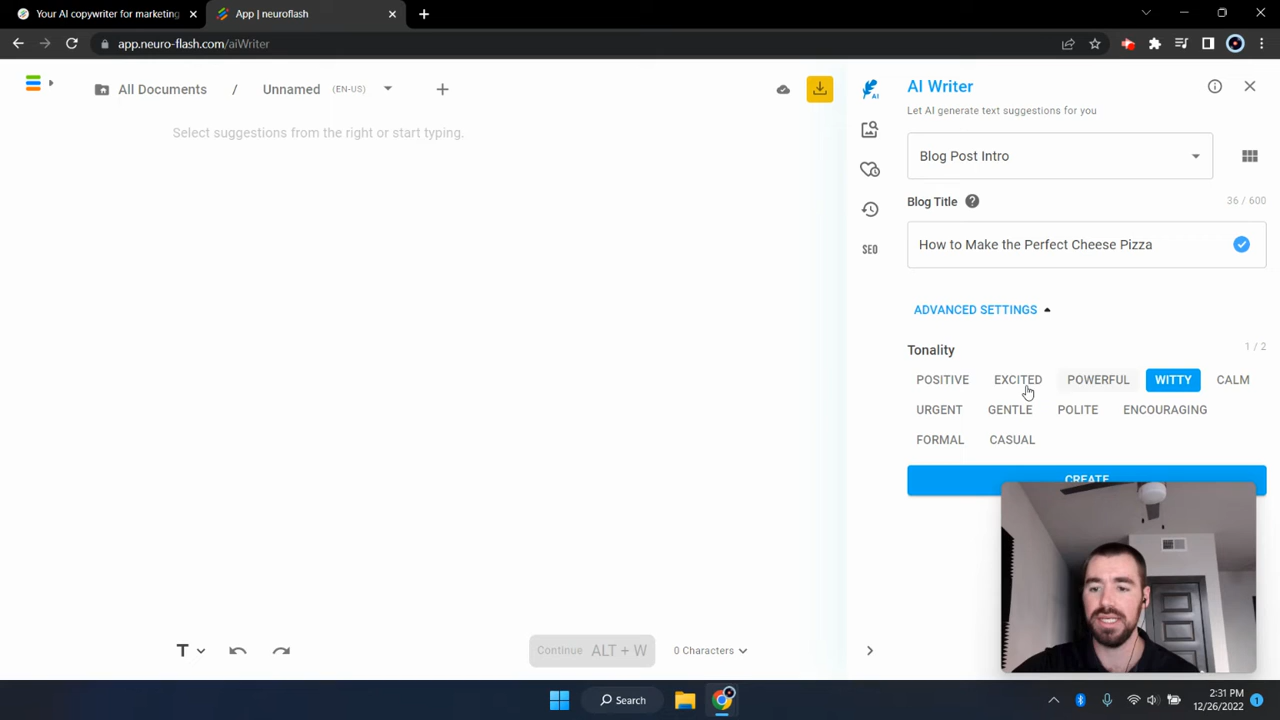 Your AI copywriter for marketing
App | neuroflash
app.neuro-flash.com/aiWriter
All Documents / Unnamed (EN-US)
Select suggestions from the right or start typing.
AI
SEO
AI Writer
Let AI generate text suggestions for you
Blog Post Intro
Blog Title ? 36 / 600
How to Make the Perfect Cheese Pizza
ADVANCED SETTINGS
Tonality 1 / 2
POSITIVE EXCITED POWERFUL WITTY CALM
URGENT GENTLE POLITE ENCOURAGING
FORMAL CASUAL
CREATE
T
Continue ALT + W
0 Characters
Search
2:31 PM
12/26/2022
1